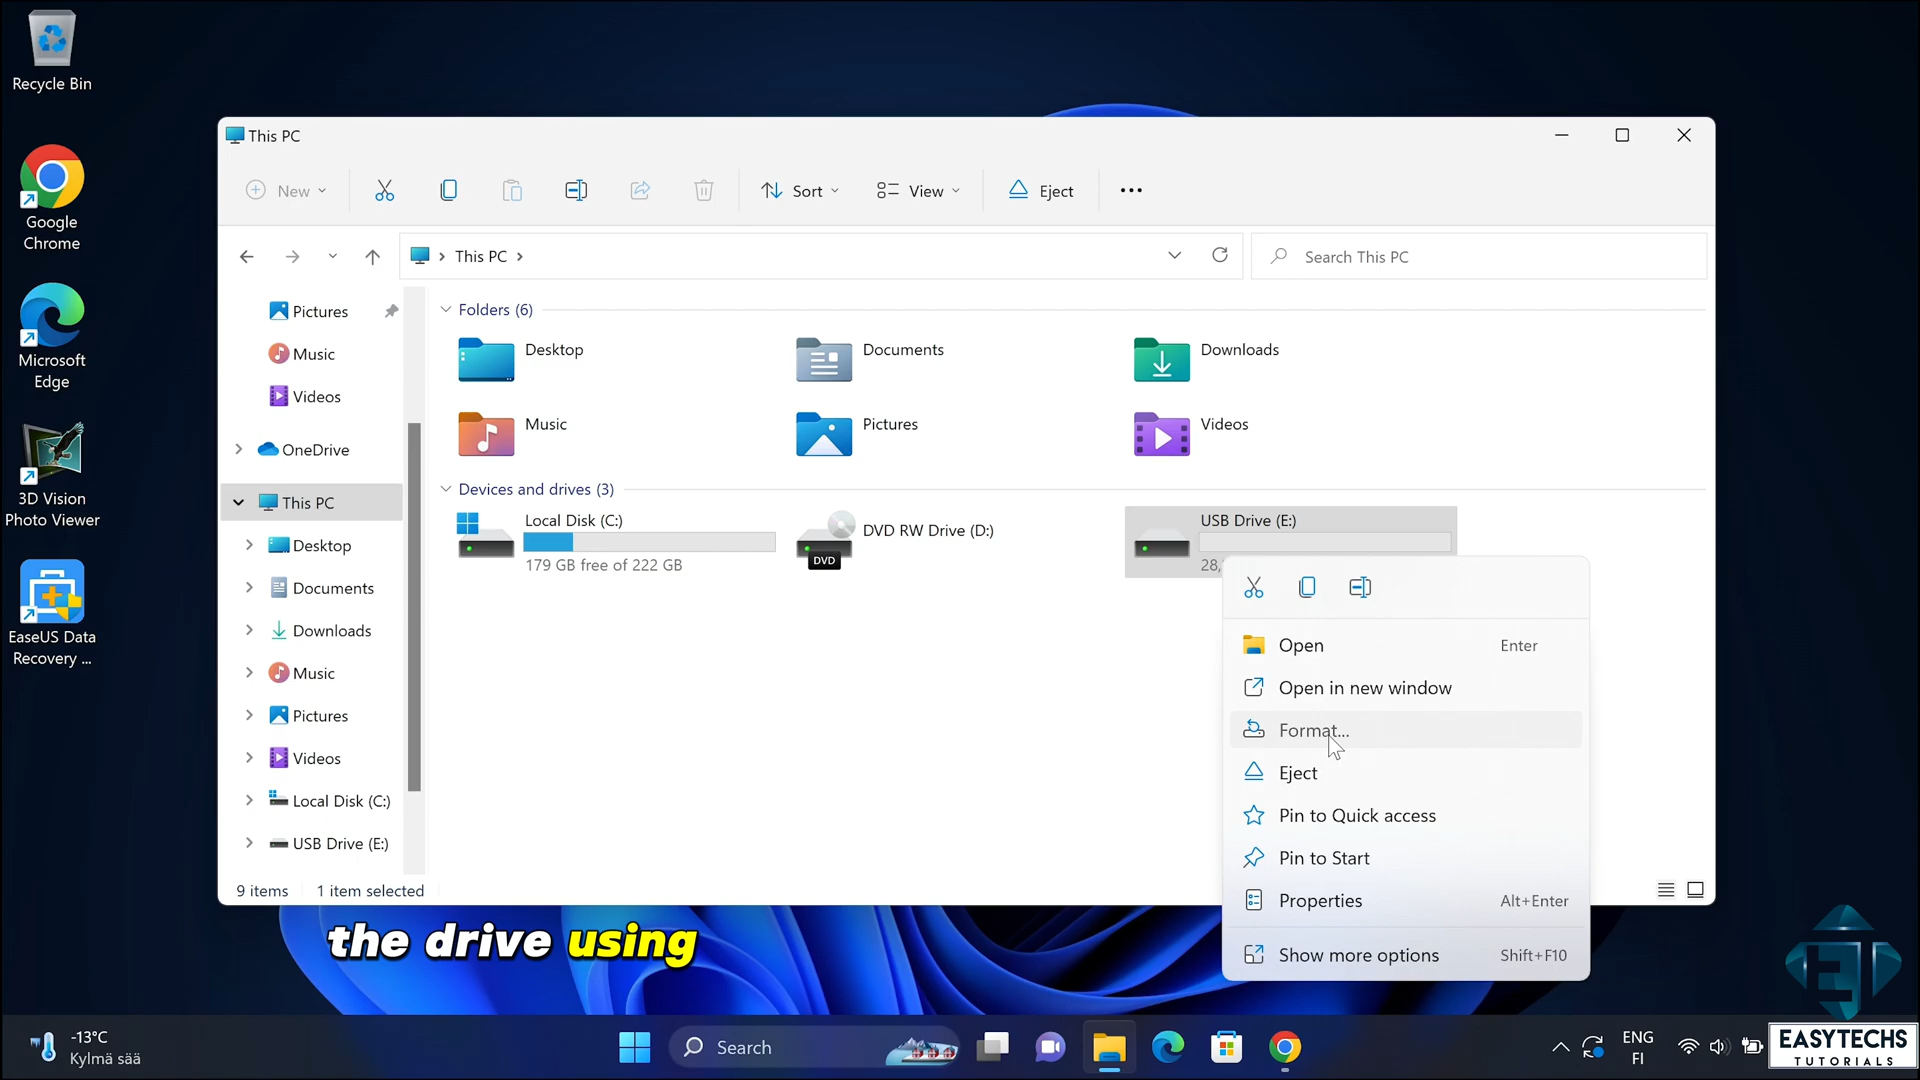 Recycle Bin
Google
Chrome
Microsoft
Edge
3D Vision
Photo Viewer
EaseUS Data
Recovery ...
This PC
New
Sort
View
Eject
This PC
Search This PC
Pictures
Music
Videos
OneDrive
This PC
Desktop
Documents
Downloads
Music
Pictures
Videos
Local Disk (C:)
USB Drive (E:)
Folders (6)
Desktop
Documents
Downloads
Music
Pictures
Videos
Devices and drives (3)
Local Disk (C:)
179 GB free of 222 GB
DVD
DVD RW Drive (D:)
USB Drive (E:)
28,
Open Enter
Open in new window
Format...
Eject
Pin to Quick access
Pin to Start
Properties Alt+Enter
Show more options Shift+F10
9 items 1 item selected
the drive using
-13°C
Kylmä sää
Search
ENG
FI
EASYTECHS
TUTORIALS